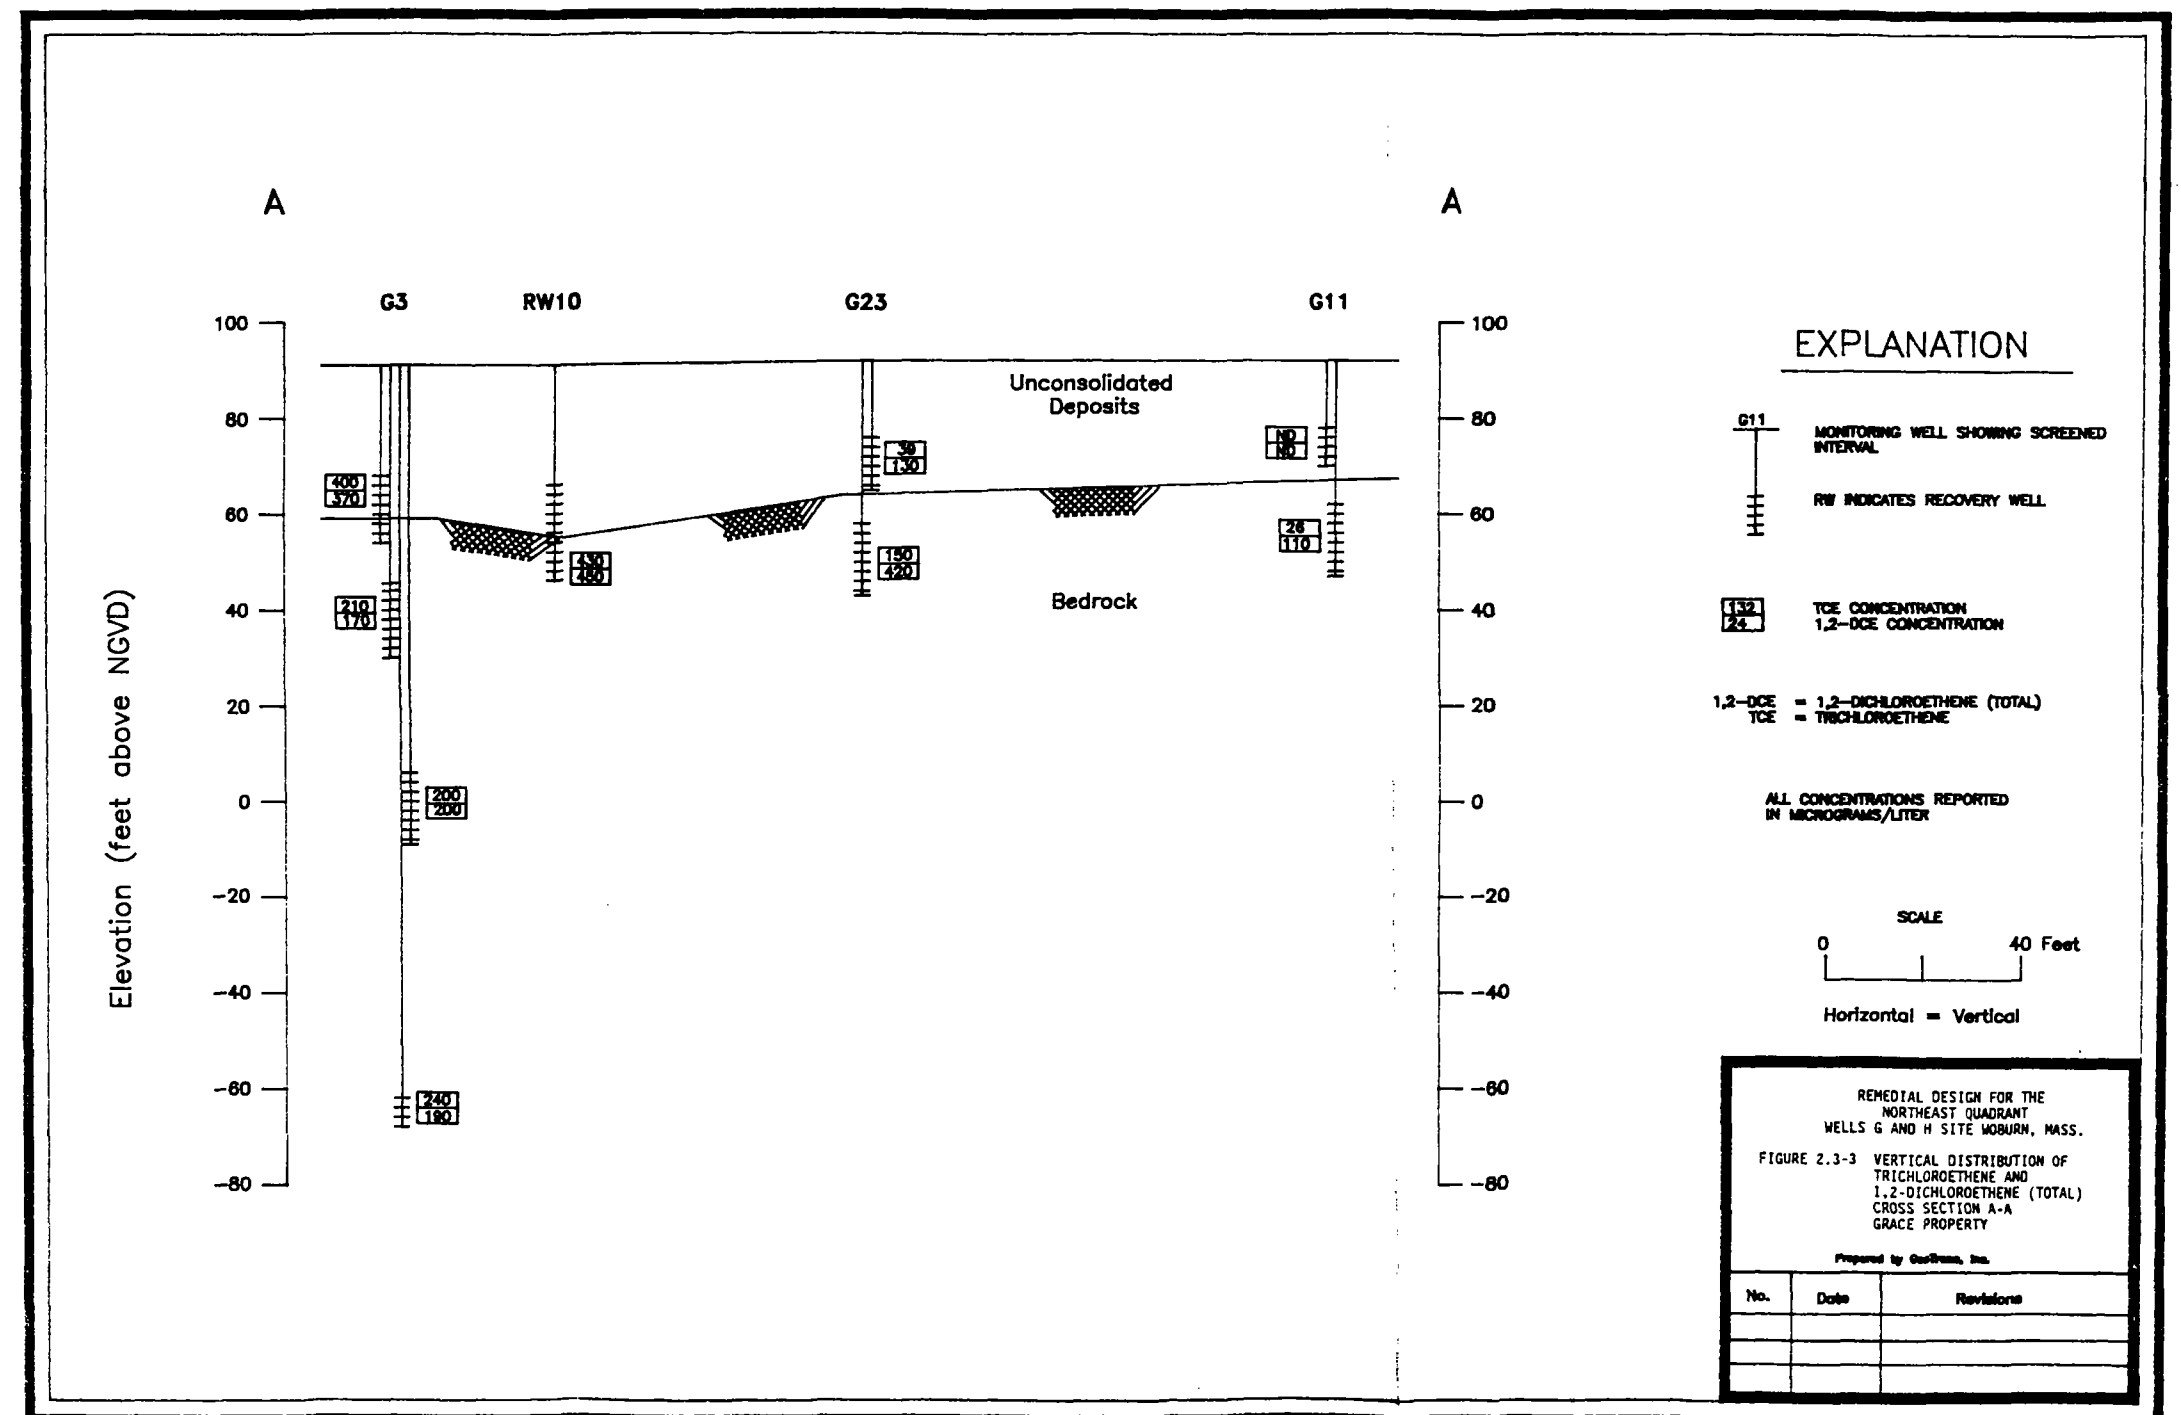 A
A
G3
RW10
G23
G11
100
80
60
40
20
0
-20
-40
-60
-80
Elevation (feet above NGVD)
Unconsolidated
Deposits
Bedrock
400
370
210
170
200
200
240
190
430
39
130
150
420
ND
ND
26
110
100
80
60
40
20
0
-20
-40
-60
-80
EXPLANATION
G11
MONITORING WELL SHOWING SCREENED
INTERVAL
RW INDICATES RECOVERY WELL
132
24
TCE CONCENTRATION
1,2-DCE CONCENTRATION
1,2-DCE = 1,2-DICHLOROETHENE (TOTAL)
TCE = TRICHLOROETHENE
ALL CONCENTRATIONS REPORTED
IN MICROGRAMS/LITER
SCALE
0 40 Feet
Horizontal = Vertical
REMEDIAL DESIGN FOR THE
NORTHEAST QUADRANT
WELLS G AND H SITE WOBURN, MASS.
FIGURE 2.3-3 VERTICAL DISTRIBUTION OF
TRICHLOROETHENE AND
1,2-DICHLOROETHENE (TOTAL)
CROSS SECTION A-A
GRACE PROPERTY
Prepared by GeoTrans, Inc.
No. Date Revisions